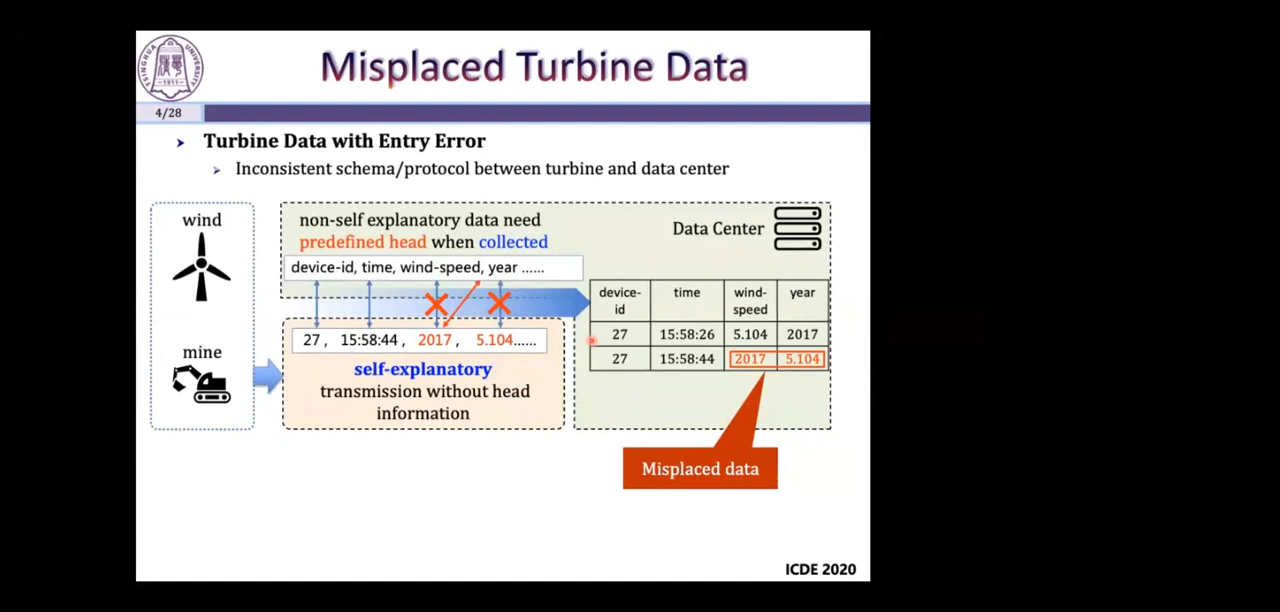 Misplaced Turbine Data
TSINGHUA UNIVERSITY
-1911-
4/28
Turbine Data with Entry Error
Inconsistent schema/protocol between turbine and data center
wind
mine
non-self explanatory data need
predefined head when collected
device-id, time, wind-speed, year ......
27 , 15:58:44 , 2017 , 5.104......
self-explanatory
transmission without head
information
Data Center
device-id time wind-speed year
27 15:58:26 5.104 2017
27 15:58:44 2017 5.104
Misplaced data
ICDE 2020